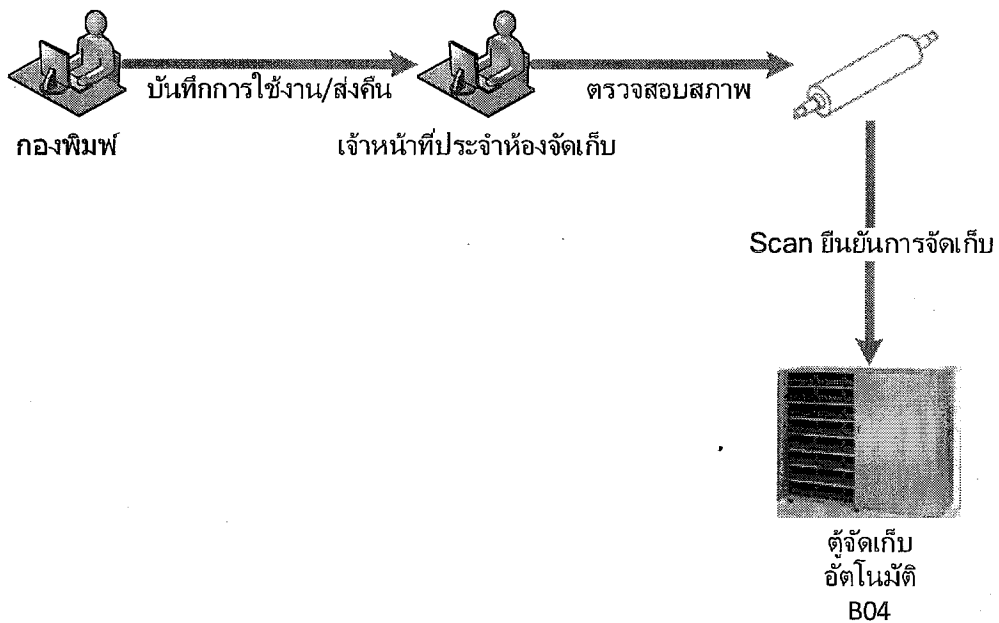 บันทึกการใช้งาน/ส่งคืน
ตรวจสอบสภาพ
กองพิมพ์
เจ้าหน้าที่ประจำห้องจัดเก็บ
Scan ยืนยันการจัดเก็บ
ตู้จัดเก็บ
อัตโนมัติ
B04